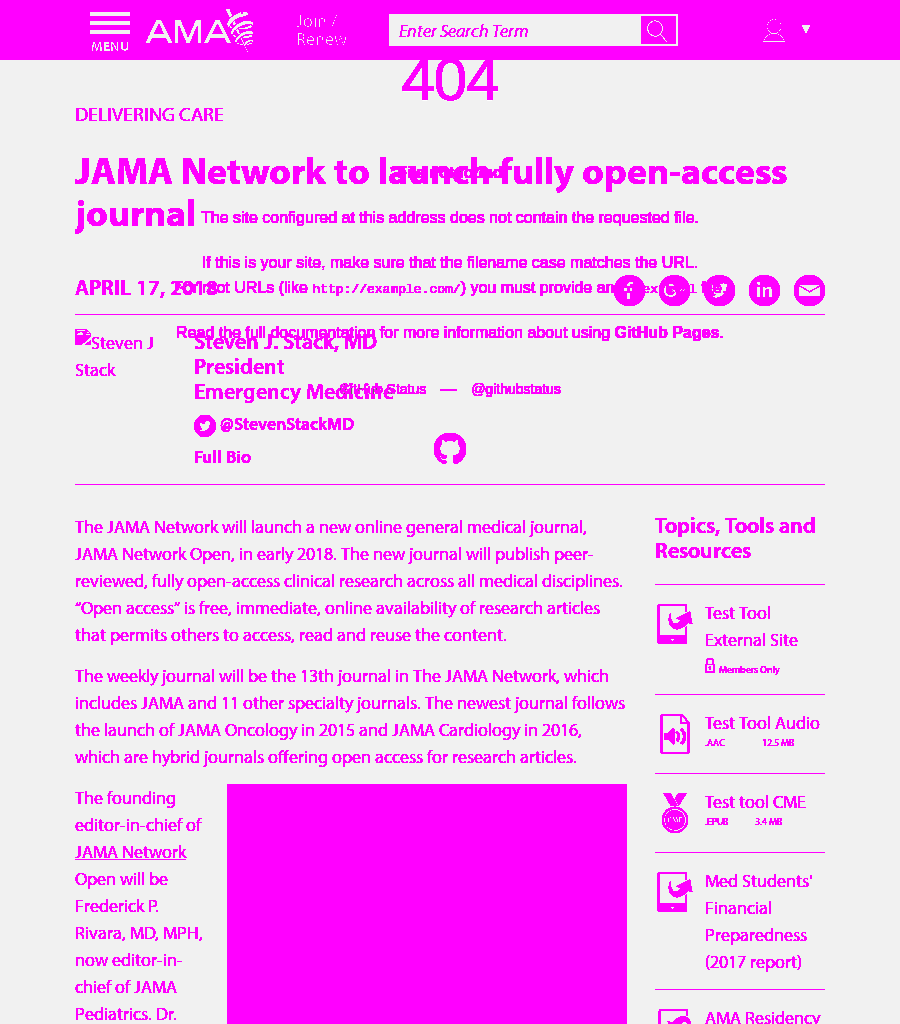 MENU
AMA
Join /
Renew
Enter Search Term
▼
404
DELIVERING CARE
JAMA Network to launch fully open-access
journal
The site configured at this address does not contain the requested file.
If this is your site, make sure that the filename case matches the URL.
APRIL 17, 2018
URLs (like http://example.com/) you must provide an
Read the full documentation for more information about using GitHub Pages.
Steven J
Stack
Steven J. Stack, MD
President
Emergency Medicine
GitHub Status — @githubstatus
@StevenStackMD
Full Bio
The JAMA Network will launch a new online general medical journal,
JAMA Network Open, in early 2018. The new journal will publish peer-
reviewed, fully open-access clinical research across all medical disciplines.
“Open access” is free, immediate, online availability of research articles
that permits others to access, read and reuse the content.
The weekly journal will be the 13th journal in The JAMA Network, which
includes JAMA and 11 other specialty journals. The newest journal follows
the launch of JAMA Oncology in 2015 and JAMA Cardiology in 2016,
which are hybrid journals offering open access for research articles.
The founding
editor-in-chief of
JAMA Network
Open will be
Frederick P.
Rivara, MD, MPH,
now editor-in-
chief of JAMA
Pediatrics. Dr.
Topics, Tools and
Resources
Test Tool
External Site
Members Only
Test Tool Audio
.AAC 12.5 MB
Test tool CME
.EPUB 3.4 MB
Med Students'
Financial
Preparedness
(2017 report)
AMA Residency